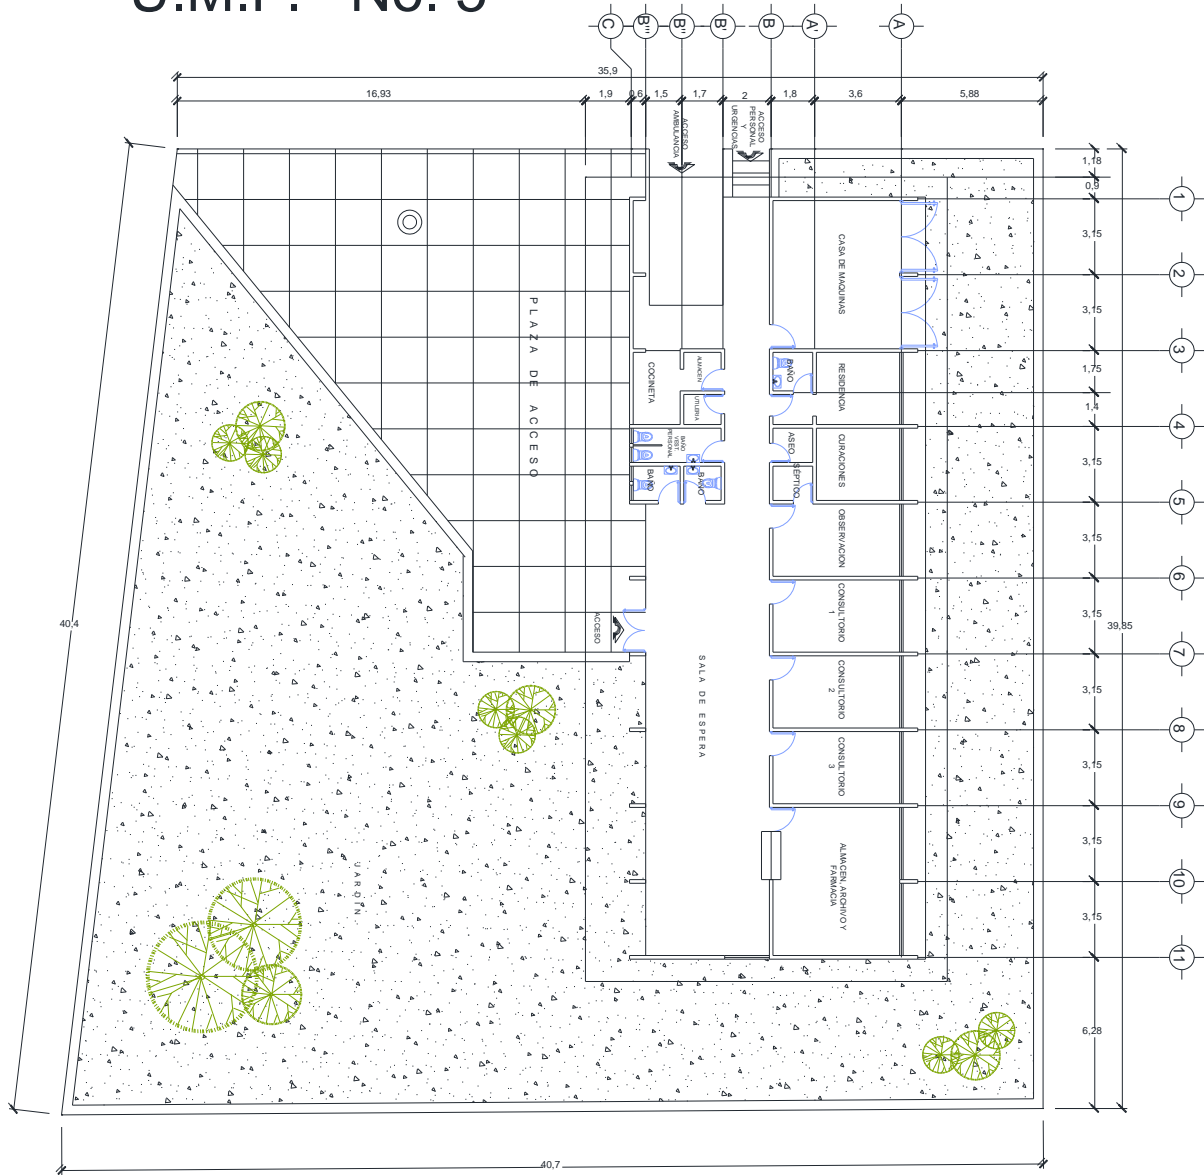 U.M.F. No. 5
C
B'''
B''
B'
B
A'
A
35,9
16,93
1,9
0,6
1,5
1,7
2
1,8
3,6
5,88
ACCESO
AMBULANCIA
ACCESO
PERSONAL
Y
URGENCIAS
1,18
0,9
3,15
3,15
1,75
1,4
3,15
3,15
3,15
3,15
3,15
3,15
3,15
6,28
39,85
1
2
3
4
5
6
7
8
9
10
11
CASA DE MAQUINAS
PLAZA DE ACCESO
COCINETA
ALMACEN
UTILERIA
BAÑO
RESIDENCIA
BAÑO
VEST.
PERSONAL
ASEO
SÉPTICO
CURACIONES
BAÑO
BAÑO
OBSERVACION
ACCESO
CONSULTORIO
1
SALA DE ESPERA
CONSULTORIO
2
CONSULTORIO
3
ALMACEN, ARCHIVO Y
FARMACIA
JARDIN
40,4
40,7